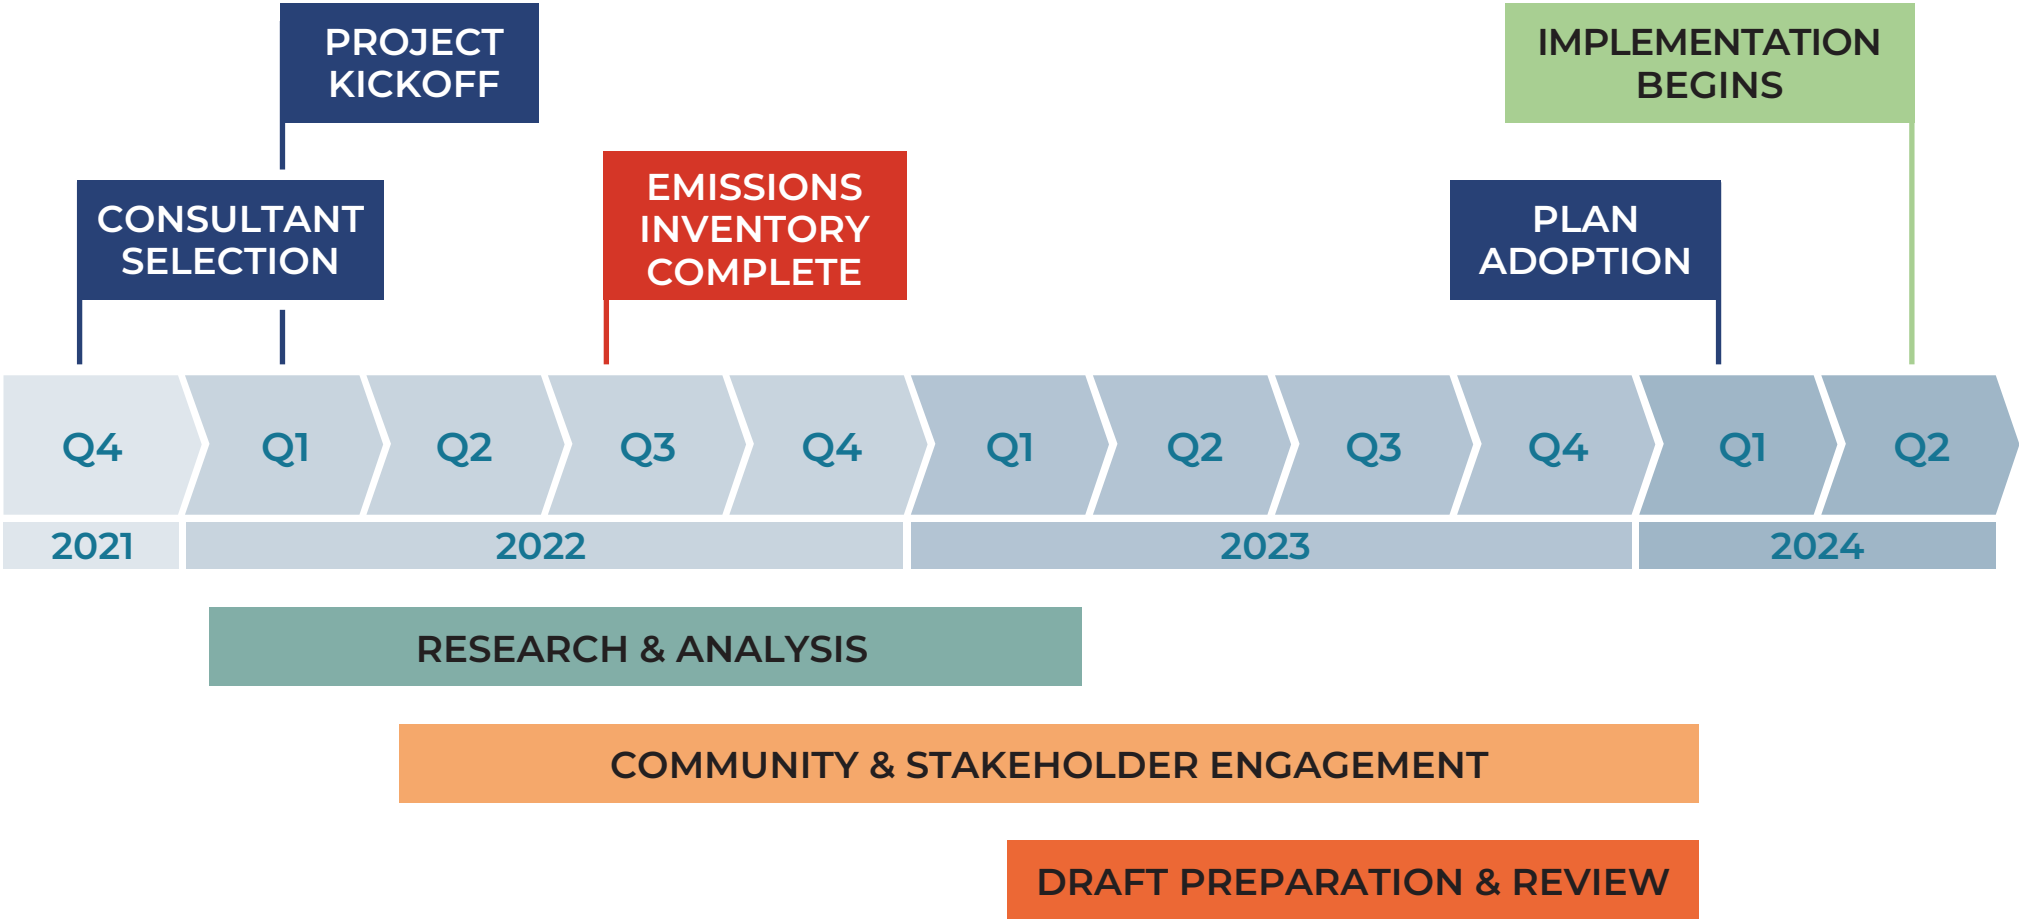 PROJECT
KICKOFF
IMPLEMENTATION
BEGINS
CONSULTANT
SELECTION
EMISSIONS
INVENTORY
COMPLETE
PLAN
ADOPTION
Q4 Q1 Q2 Q3 Q4 Q1 Q2 Q3 Q4 Q1 Q2
2021 2022 2023 2024
RESEARCH & ANALYSIS
COMMUNITY & STAKEHOLDER ENGAGEMENT
DRAFT PREPARATION & REVIEW